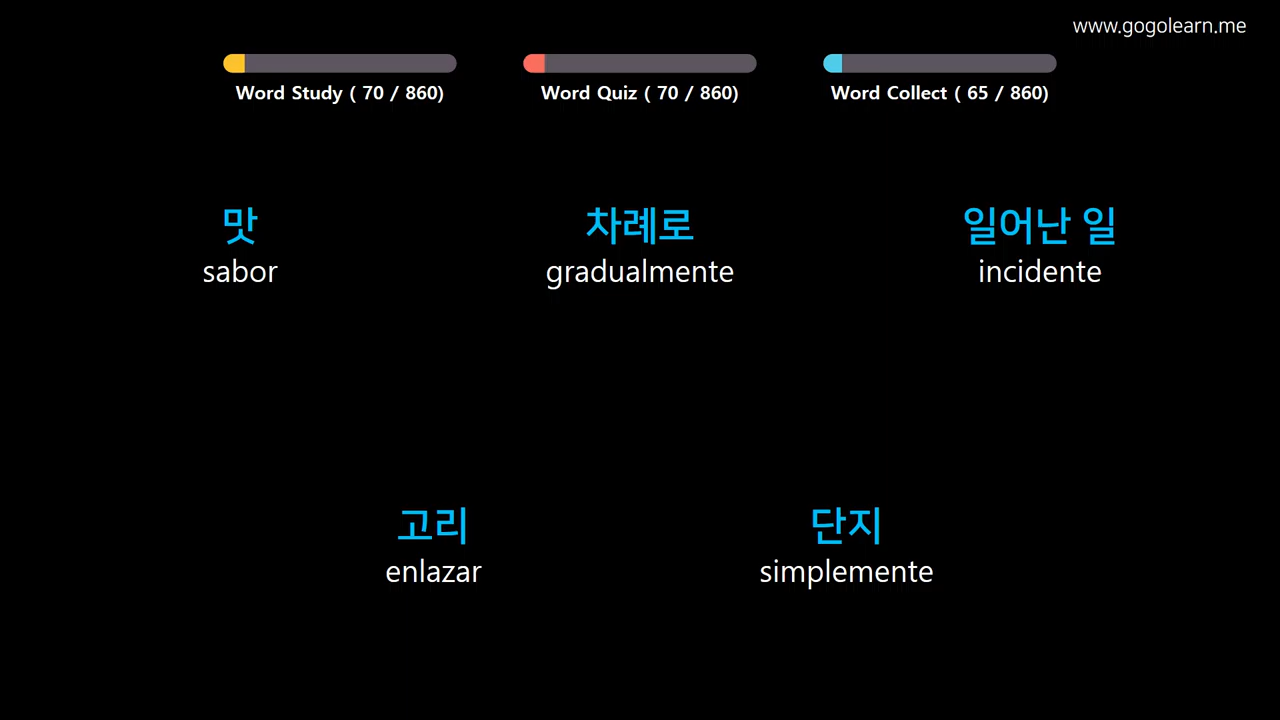 www.gogolearn.me
Word Study ( 70 / 860)
Word Quiz ( 70 / 860)
Word Collect ( 65 / 860)
맛
sabor
차례로
gradualmente
일어난 일
incidente
고리
enlazar
단지
simplemente